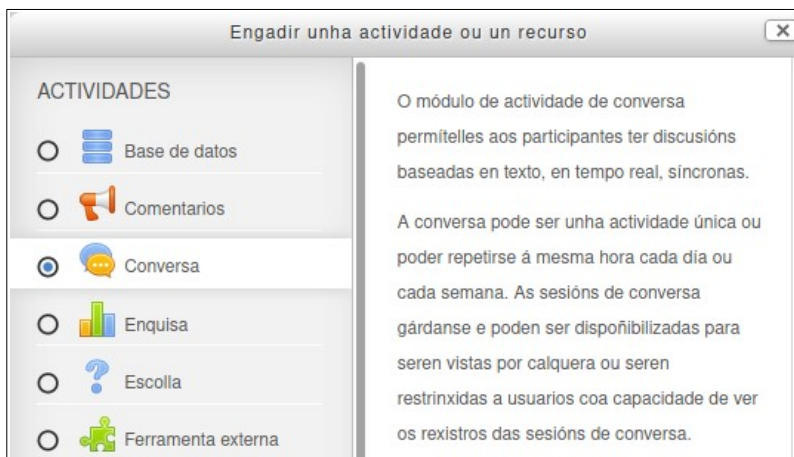 Engadir unha actividade ou un recurso
ACTIVIDADES
Base de datos
Comentarios
Conversa
Enquisa
Escolla
Ferramenta externa
O módulo de actividade de conversa
permítelles aos participantes ter discusións
baseadas en texto, en tempo real, síncronas.
A conversa pode ser unha actividade única ou
poder repetirse á mesma hora cada día ou
cada semana. As sesións de conversa
gárdanse e poden ser dispoñibilizadas para
seren vistas por calquera ou seren
restrinxidas a usuarios coa capacidade de ver
os rexistros das sesións de conversa.